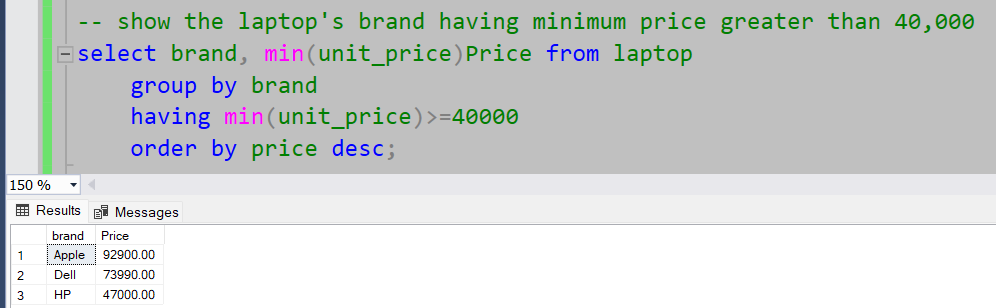 -- show the laptop's brand having minimum price greater than 40,000
select brand, min(unit_price)Price from laptop
group by brand
having min(unit_price)>=40000
order by price desc;
150 %
Results Messages
brand Price
1 Apple 92900.00
2 Dell 73990.00
3 HP 47000.00